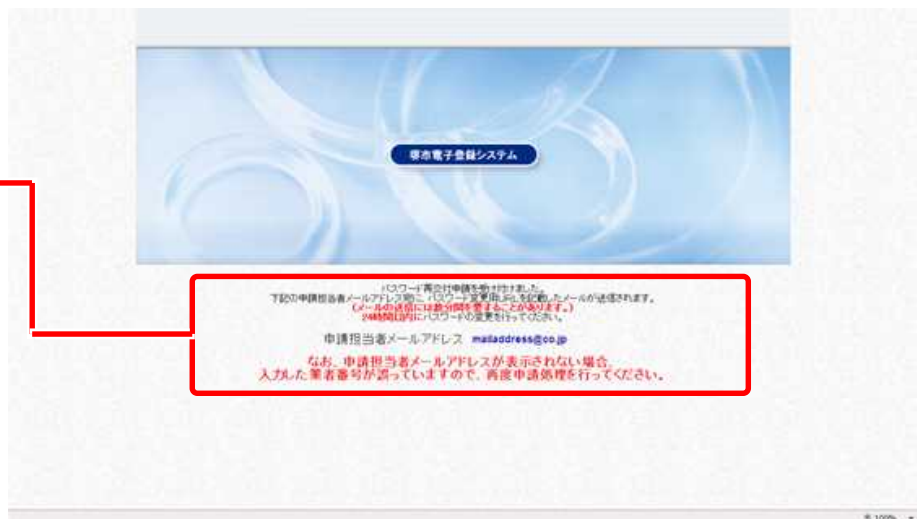 堺市電子登録システム
パスワード再交付申請を受け付けました。
下記の申請担当者メールアドレス宛に、パスワード変更用URLを記載したメールが送信されます。
(メールの送信には数分間を要することがあります。)
24時間以内にパスワードの変更を行ってください。
申請担当者メールアドレス mailaddress@co.jp
なお、申請担当者メールアドレスが表示されない場合、
入力した業者番号が誤っていますので、再度申請処理を行ってください。
100%